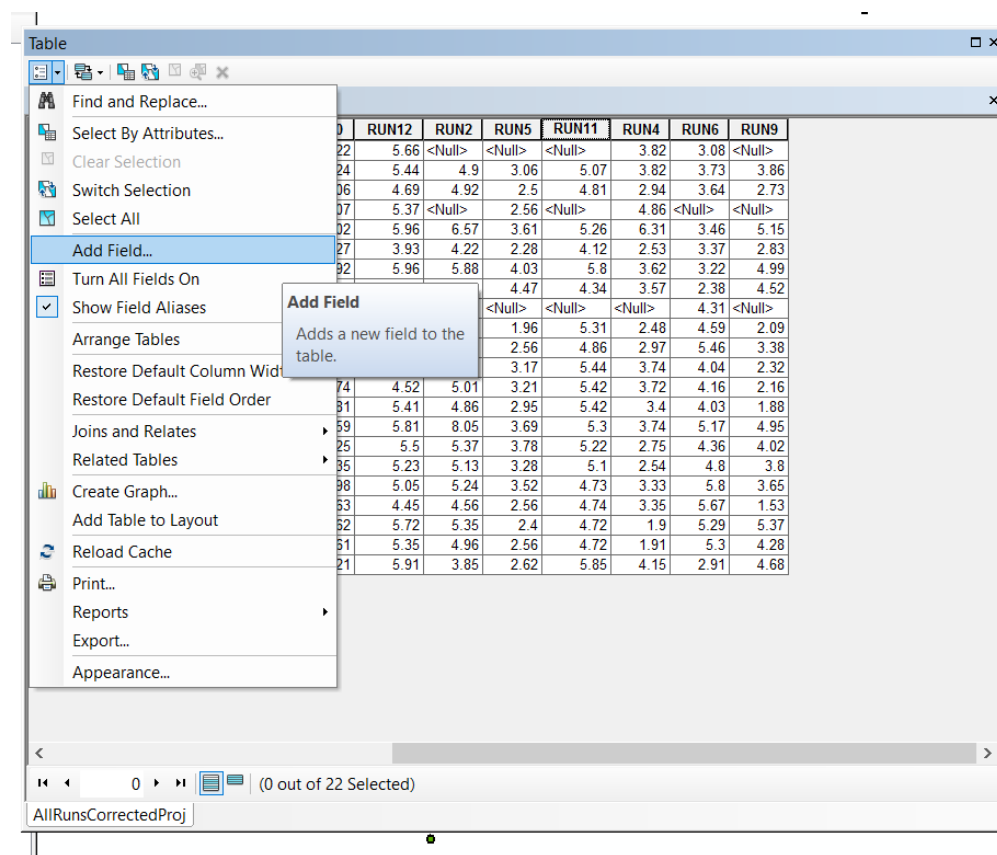 Table
Find and Replace...
Select By Attributes...
Clear Selection
Switch Selection
Select All
Add Field...
Turn All Fields On
Show Field Aliases
Arrange Tables
Restore Default Column Widt
Restore Default Field Order
Joins and Relates
Related Tables
Create Graph...
Add Table to Layout
Reload Cache
Print...
Reports
Export...
Appearance...
Add Field
Adds a new field to the
table.
0 RUN12 RUN2 RUN5 RUN11 RUN4 RUN6 RUN9
22 5.66 <Null> <Null> <Null> 3.82 3.08 <Null>
24 5.44 4.9 3.06 5.07 3.82 3.73 3.86
06 4.69 4.92 2.5 4.81 2.94 3.64 2.73
07 5.37 <Null> 2.56 <Null> 4.86 <Null> <Null>
02 5.96 6.57 3.61 5.26 6.31 3.46 5.15
27 3.93 4.22 2.28 4.12 2.53 3.37 2.83
92 5.96 5.88 4.03 5.8 3.62 3.22 4.99
4.47 4.34 3.57 2.38 4.52
<Null> <Null> <Null> 4.31 <Null>
1.96 5.31 2.48 4.59 2.09
2.56 4.86 2.97 5.46 3.38
3.17 5.44 3.74 4.04 2.32
74 4.52 5.01 3.21 5.42 3.72 4.16 2.16
31 5.41 4.86 2.95 5.42 3.4 4.03 1.88
59 5.81 8.05 3.69 5.3 3.74 5.17 4.95
25 5.5 5.37 3.78 5.22 2.75 4.36 4.02
35 5.23 5.13 3.28 5.1 2.54 4.8 3.8
98 5.05 5.24 3.52 4.73 3.33 5.8 3.65
63 4.45 4.56 2.56 4.74 3.35 5.67 1.53
62 5.72 5.35 2.4 4.72 1.9 5.29 5.37
51 5.35 4.96 2.56 4.72 1.91 5.3 4.28
21 5.91 3.85 2.62 5.85 4.15 2.91 4.68
0 (0 out of 22 Selected)
AllRunsCorrectedProj